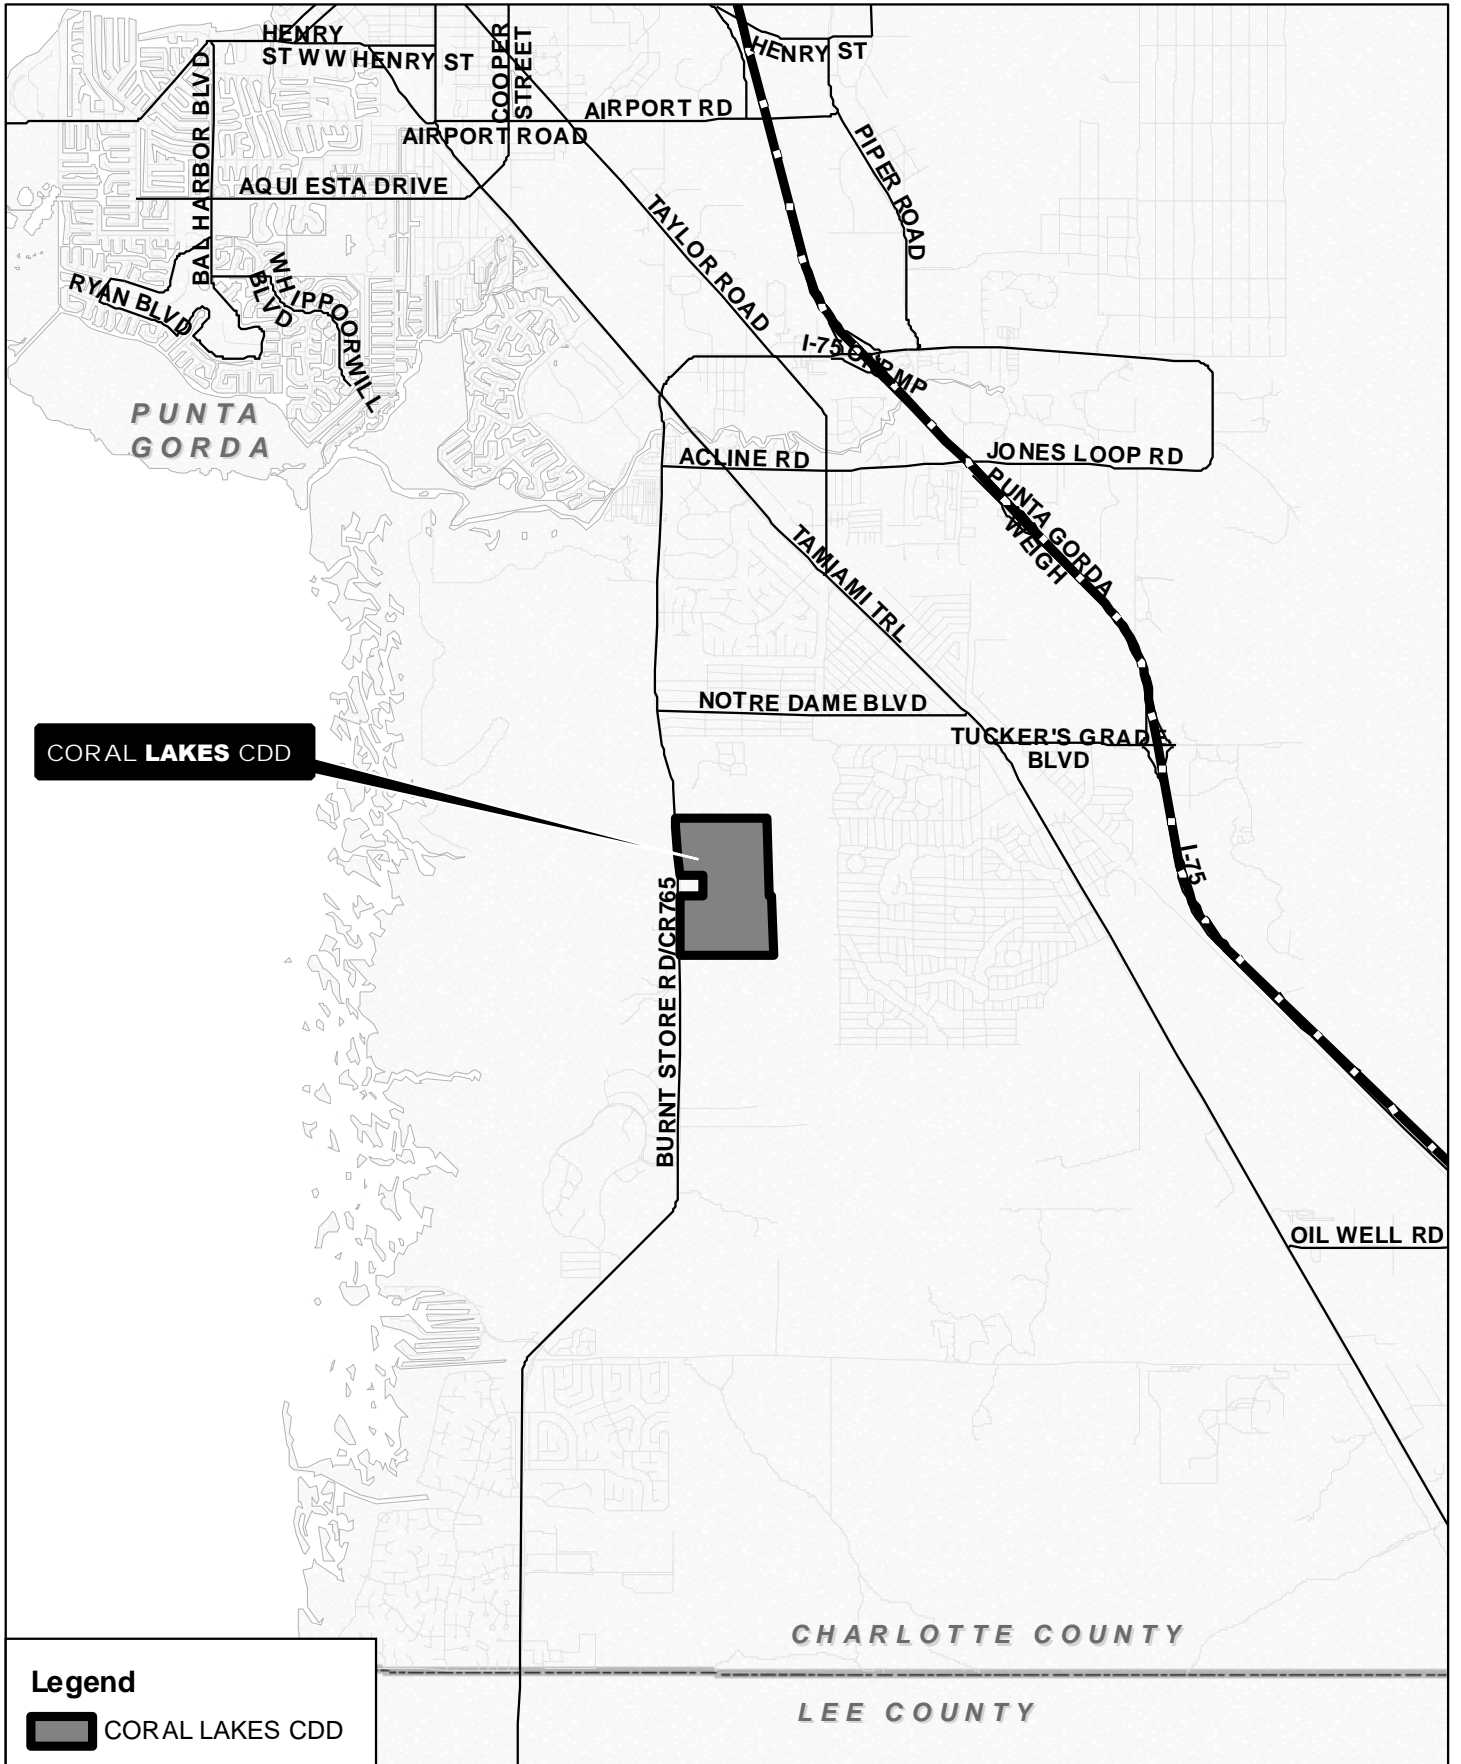 HENRY
ST W W HENRY ST
COOPER
STREET
HENRY ST
AIRPORT RD
AIRPORT ROAD
BAL HARBOR BLVD
AQUI ESTA DRIVE
PIPER ROAD
TAYLOR ROAD
WHIPPOORWILL
BLVD
RYAN BLVD
I-75 OFRMP
PUNTA
GORDA
ACLINE RD
JONES LOOP RD
PUNTA GORDA
WEIGH
TAMIAMI TRL
NOTRE DAME BLVD
TUCKER'S GRADE
BLVD
CORAL LAKES CDD
I-75
BURNT STORE RD/CR765
OIL WELL RD
CHARLOTTE COUNTY
LEE COUNTY
Legend
CORAL LAKES CDD